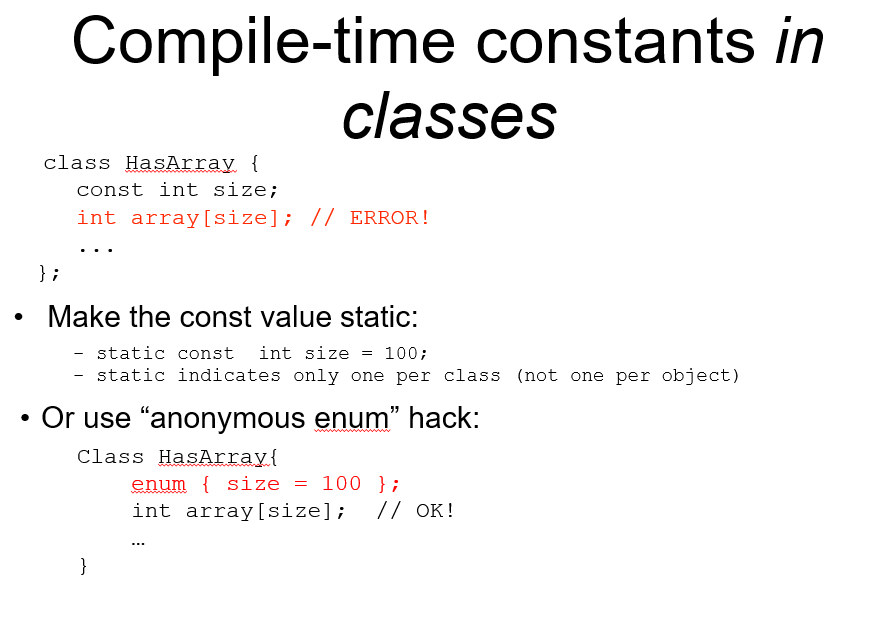 Compile-time constants in
classes
class HasArray {
const int size;
int array[size]; // ERROR!
...
};
• Make the const value static:
– static const  int size = 100;
– static indicates only one per class (not one per object)
• Or use “anonymous enum” hack:
Class HasArray{
enum { size = 100 };
int array[size];  // OK!
…
}